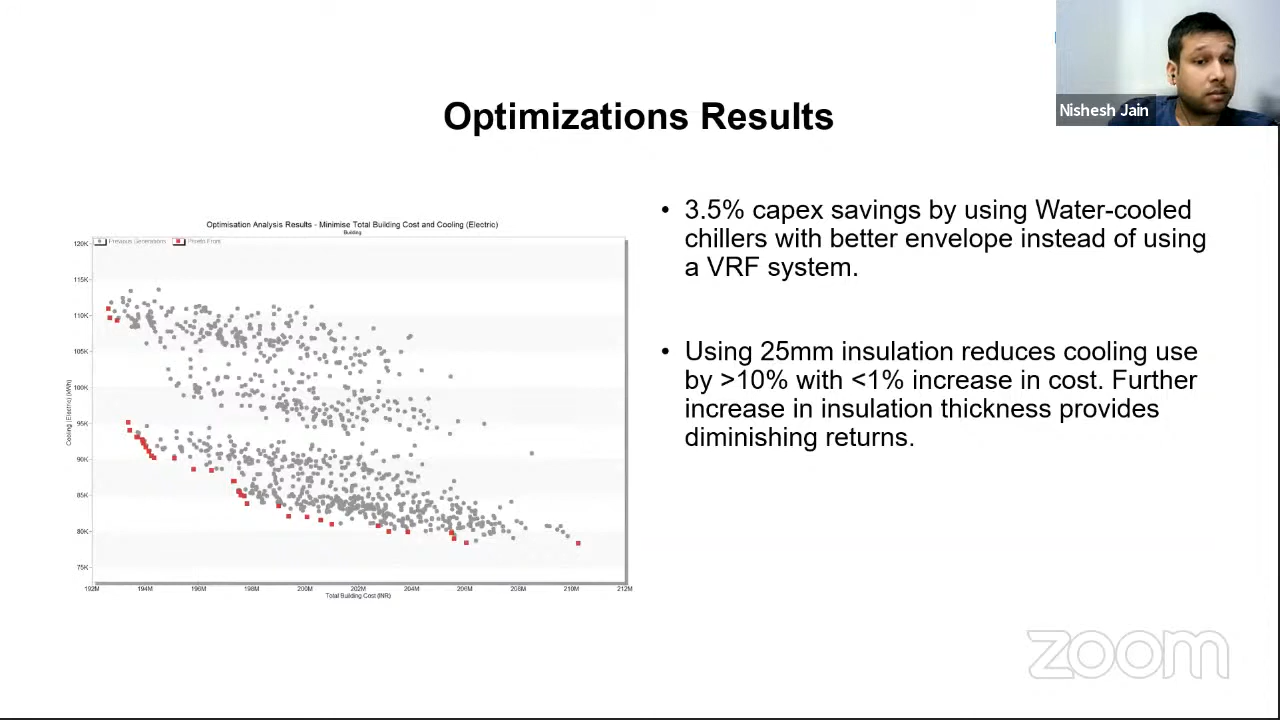 Nishesh Jain
Optimizations Results
Optimisation Analysis Results - Minimise Total Building Cost and Cooling (Electric)
Building
Previous Generations Pareto Front
120K
115K
110K
105K
100K
95K
90K
85K
80K
75K
Cooling (Electric) (kWh)
192M 194M 196M 198M 200M 202M 204M 206M 208M 210M 212M
Total Building Cost (INR)
• 3.5% capex savings by using Water-cooled
chillers with better envelope instead of using
a VRF system.
• Using 25mm insulation reduces cooling use
by >10% with <1% increase in cost. Further
increase in insulation thickness provides
diminishing returns.
zoom